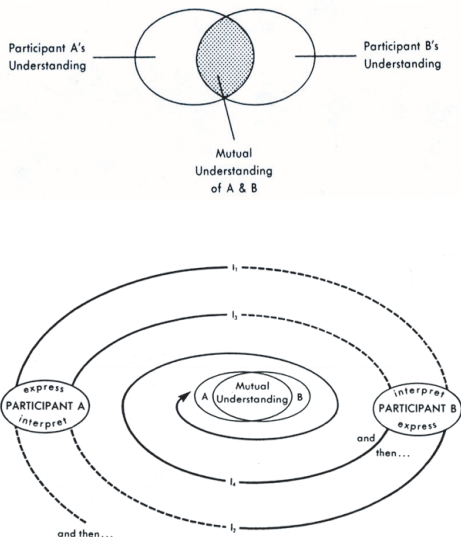 Participant A's
Understanding
Participant B's
Understanding
Mutual
Understanding
of A & B
I₁
I₃
express
PARTICIPANT A
interpret
A
Mutual
Understanding
B
interpret
PARTICIPANT B
express
and
then...
I₄
I₂
and then...